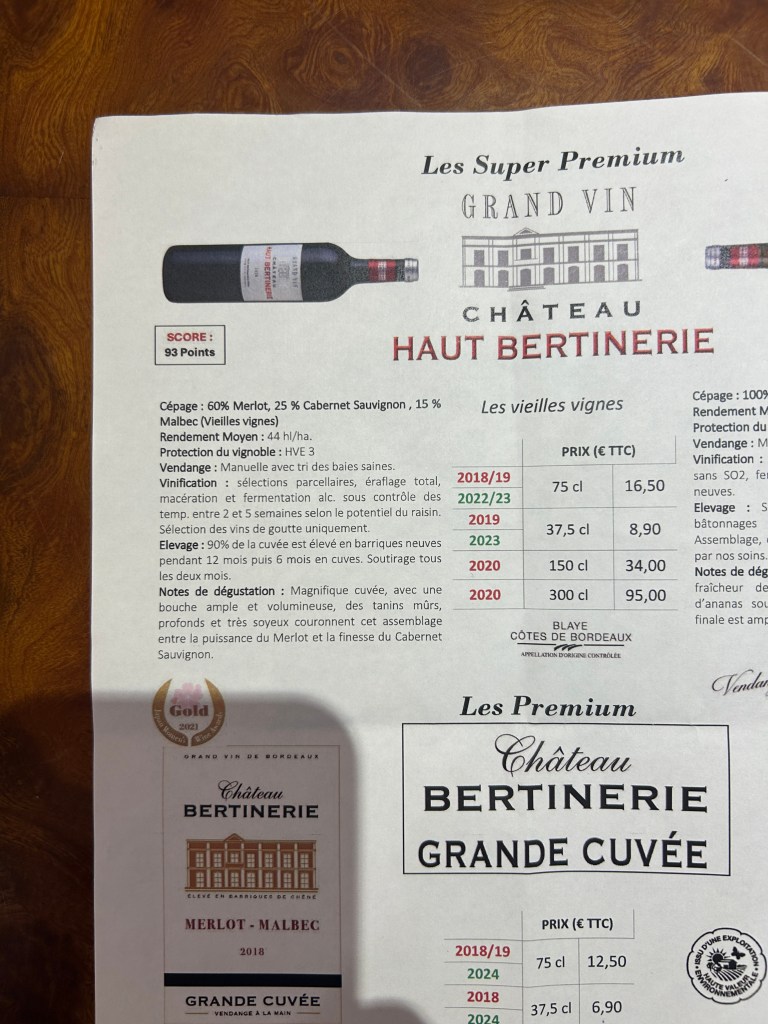 Les Super Premium
GRAND VIN
CHÂTEAU
HAUT BERTINERIE
SCORE :
93 Points
Cépage : 60% Merlot, 25 % Cabernet Sauvignon , 15 %
Malbec (Vieilles vignes)
Rendement Moyen : 44 hl/ha.
Protection du vignoble : HVE 3
Vendange : Manuelle avec tri des baies saines.
Vinification : sélections parcellaires, éraflage total,
macération et fermentation alc. sous contrôle des
temp. entre 2 et 5 semaines selon le potentiel du raisin.
Sélection des vins de goutte uniquement.
Elevage : 90% de la cuvée est élevé en barriques neuves
pendant 12 mois puis 6 mois en cuves. Soutirage tous
les deux mois.
Notes de dégustation : Magnifique cuvée, avec une
bouche ample et volumineuse, des tanins mûrs,
profonds et très soyeux couronnent cet assemblage
entre la puissance du Merlot et la finesse du Cabernet
Sauvignon.
Les vieilles vignes
PRIX (€ TTC)
2018/19
2022/23
75 cl 16,50
2019
2023
37,5 cl 8,90
2020 150 cl 34,00
2020 300 cl 95,00
BLAYE
CÔTES DE BORDEAUX
APPELLATION D'ORIGINE CONTRÔLÉE
Cépage : 100%
Rendement M
Protection du
Vendange : M
Vinification :
sans SO2, fer
neuves.
Elevage : S
bâtonnages
Assemblage,
par nos soins.
Notes de dég
fraîcheur de
d'ananas sou
finale est amp
Vendan
Gold
2021
GRAND VIN DE BORDEAUX
Château
BERTINERIE
ÉLEVÉ EN BARRIQUES DE CHÊNE
MERLOT - MALBEC
2018
GRANDE CUVÉE
VENDANGE À LA MAIN
Les Premium
Château
BERTINERIE
GRANDE CUVÉE
PRIX (€ TTC)
2018/19
2024
75 cl 12,50
2018
2024
37,5 cl 6,90
ISSU D'UNE EXPLOITATION
HAUTE VALEUR
ENVIRONNEMENTALE